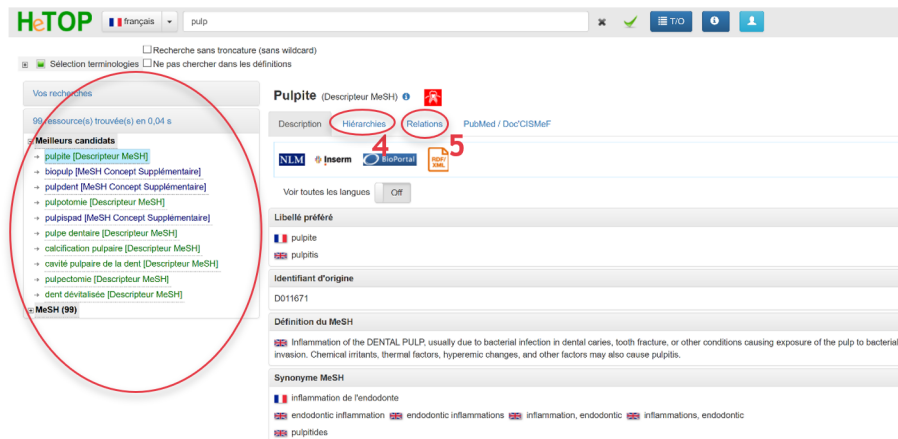 HeTOP français pulp T/O
Recherche sans troncature (sans wildcard)
Sélection terminologies Ne pas chercher dans les définitions
Vos recherches
99 ressource(s) trouvée(s) en 0,04 s
Meilleurs candidats
pulpite [Descripteur MeSH]
biopulp [MeSH Concept Supplémentaire]
pulpdent [MeSH Concept Supplémentaire]
pulpotomie [Descripteur MeSH]
pulpispad [MeSH Concept Supplémentaire]
pulpe dentaire [Descripteur MeSH]
calcification pulpaire [Descripteur MeSH]
cavité pulpaire de la dent [Descripteur MeSH]
pulpectomie [Descripteur MeSH]
dent dévitalisée [Descripteur MeSH]
MeSH (99)
Pulpite (Descripteur MeSH)
Description Hiérarchies Relations PubMed / Doc'CISMeF
4 5
NLM Inserm BioPortal RDF/XML
Voir toutes les langues Off
Libellé préféré
pulpite
pulpitis
Identifiant d'origine
D011671
Définition du MeSH
Inflammation of the DENTAL PULP, usually due to bacterial infection in dental caries, tooth fracture, or other conditions causing exposure of the pulp to bacterial
invasion. Chemical irritants, thermal factors, hyperemic changes, and other factors may also cause pulpitis.
Synonyme MeSH
inflammation de l'endodonte
endodontic inflammation endodontic inflammations inflammation, endodontic inflammations, endodontic
pulpitides